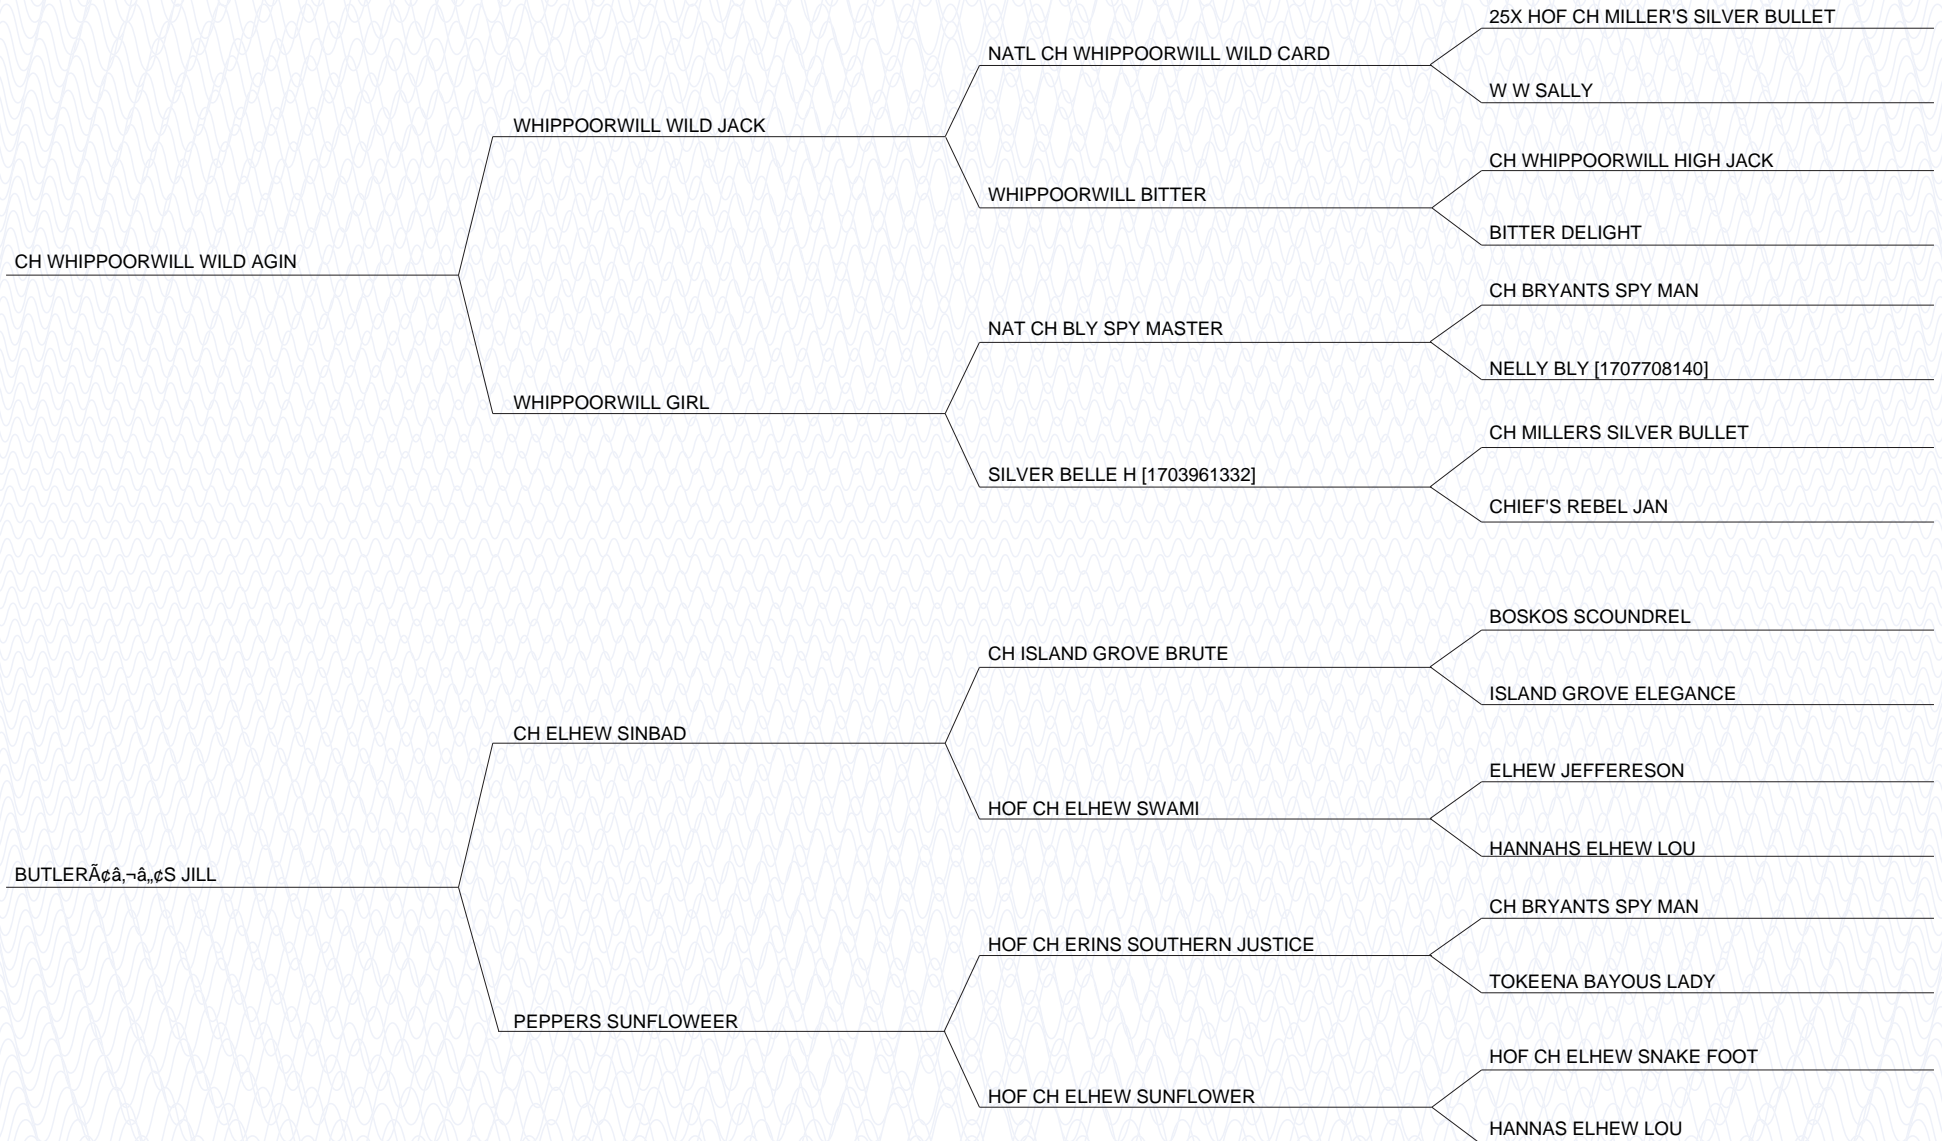 25X HOF CH MILLER'S SILVER BULLET
NATL CH WHIPPOORWILL WILD CARD
W W SALLY
WHIPPOORWILL WILD JACK
CH WHIPPOORWILL HIGH JACK
WHIPPOORWILL BITTER
BITTER DELIGHT
CH WHIPPOORWILL WILD AGIN
CH BRYANTS SPY MAN
NAT CH BLY SPY MASTER
NELLY BLY [1707708140]
WHIPPOORWILL GIRL
CH MILLERS SILVER BULLET
SILVER BELLE H [1703961332]
CHIEF'S REBEL JAN
BOSKOS SCOUNDREL
CH ISLAND GROVE BRUTE
ISLAND GROVE ELEGANCE
CH ELHEW SINBAD
ELHEW JEFFERESON
HOF CH ELHEW SWAMI
HANNAHS ELHEW LOU
BUTLERÃ¢â‚¬â„¢S JILL
CH BRYANTS SPY MAN
HOF CH ERINS SOUTHERN JUSTICE
TOKEENA BAYOUS LADY
PEPPERS SUNFLOWEER
HOF CH ELHEW SNAKE FOOT
HOF CH ELHEW SUNFLOWER
HANNAS ELHEW LOU